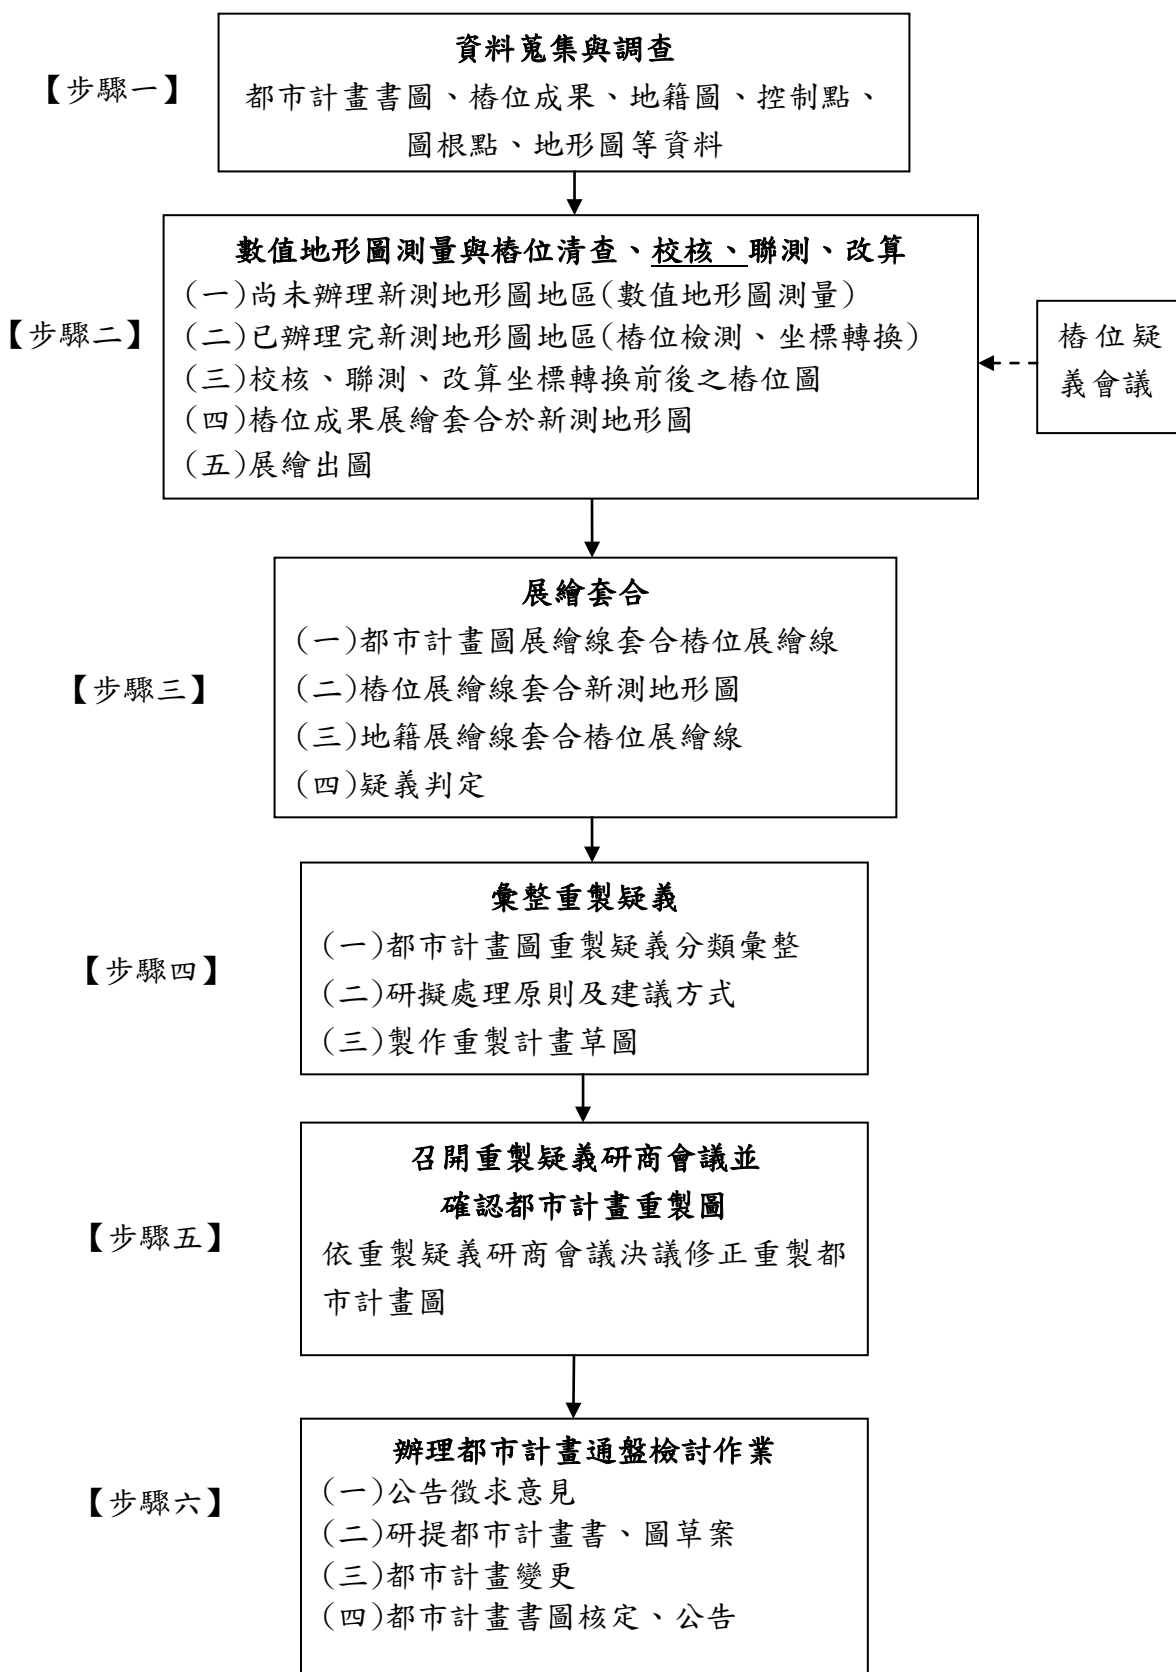 資料蒐集與調查
【步驟一】
都市計畫書圖、樁位成果、地籍圖、控制點、
圖根點、地形圖等資料
數值地形圖測量與樁位清查、校核、聯測、改算
(一)尚未辦理新測地形圖地區(數值地形圖測量)
【步驟二】
(二)已辦理完新測地形圖地區(樁位檢測、坐標轉換)
(三)校核、聯測、改算坐標轉換前後之樁位圖
(四)樁位成果展繪套合於新測地形圖
(五)展繪出圖
樁位疑
義會議
展繪套合
(一)都市計畫圖展繪線套合樁位展繪線
【步驟三】
(二)樁位展繪線套合新測地形圖
(三)地籍展繪線套合樁位展繪線
(四)疑義判定
彙整重製疑義
(一)都市計畫圖重製疑義分類彙整
【步驟四】
(二)研擬處理原則及建議方式
(三)製作重製計畫草圖
召開重製疑義研商會議並
確認都市計畫重製圖
【步驟五】
依重製疑義研商會議決議修正重製都
市計畫圖
辦理都市計畫通盤檢討作業
(一)公告徵求意見
【步驟六】
(二)研提都市計畫書、圖草案
(三)都市計畫變更
(四)都市計畫書圖核定、公告